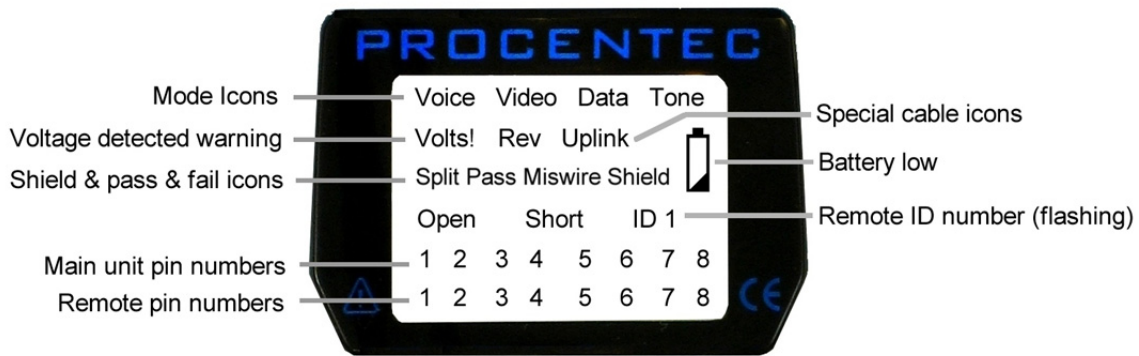 PROCENTEC
Mode Icons
Voice Video Data Tone
Special cable icons
Voltage detected warning
Volts! Rev Uplink
Battery low
Shield & pass & fail icons
Split Pass Miswire Shield
Open Short ID 1
Remote ID number (flashing)
Main unit pin numbers
1 2 3 4 5 6 7 8
Remote pin numbers
1 2 3 4 5 6 7 8
CE